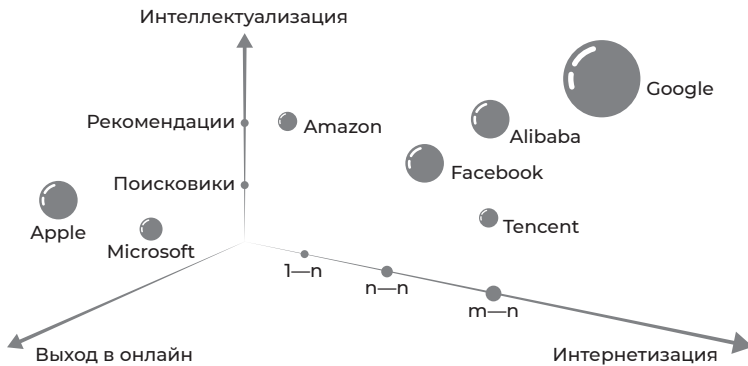 Интеллектуализация
Google
Рекомендации
Amazon
Alibaba
Facebook
Поисковики
Tencent
Apple
Microsoft
1—n
n—n
m—n
Выход в онлайн
Интернетизация